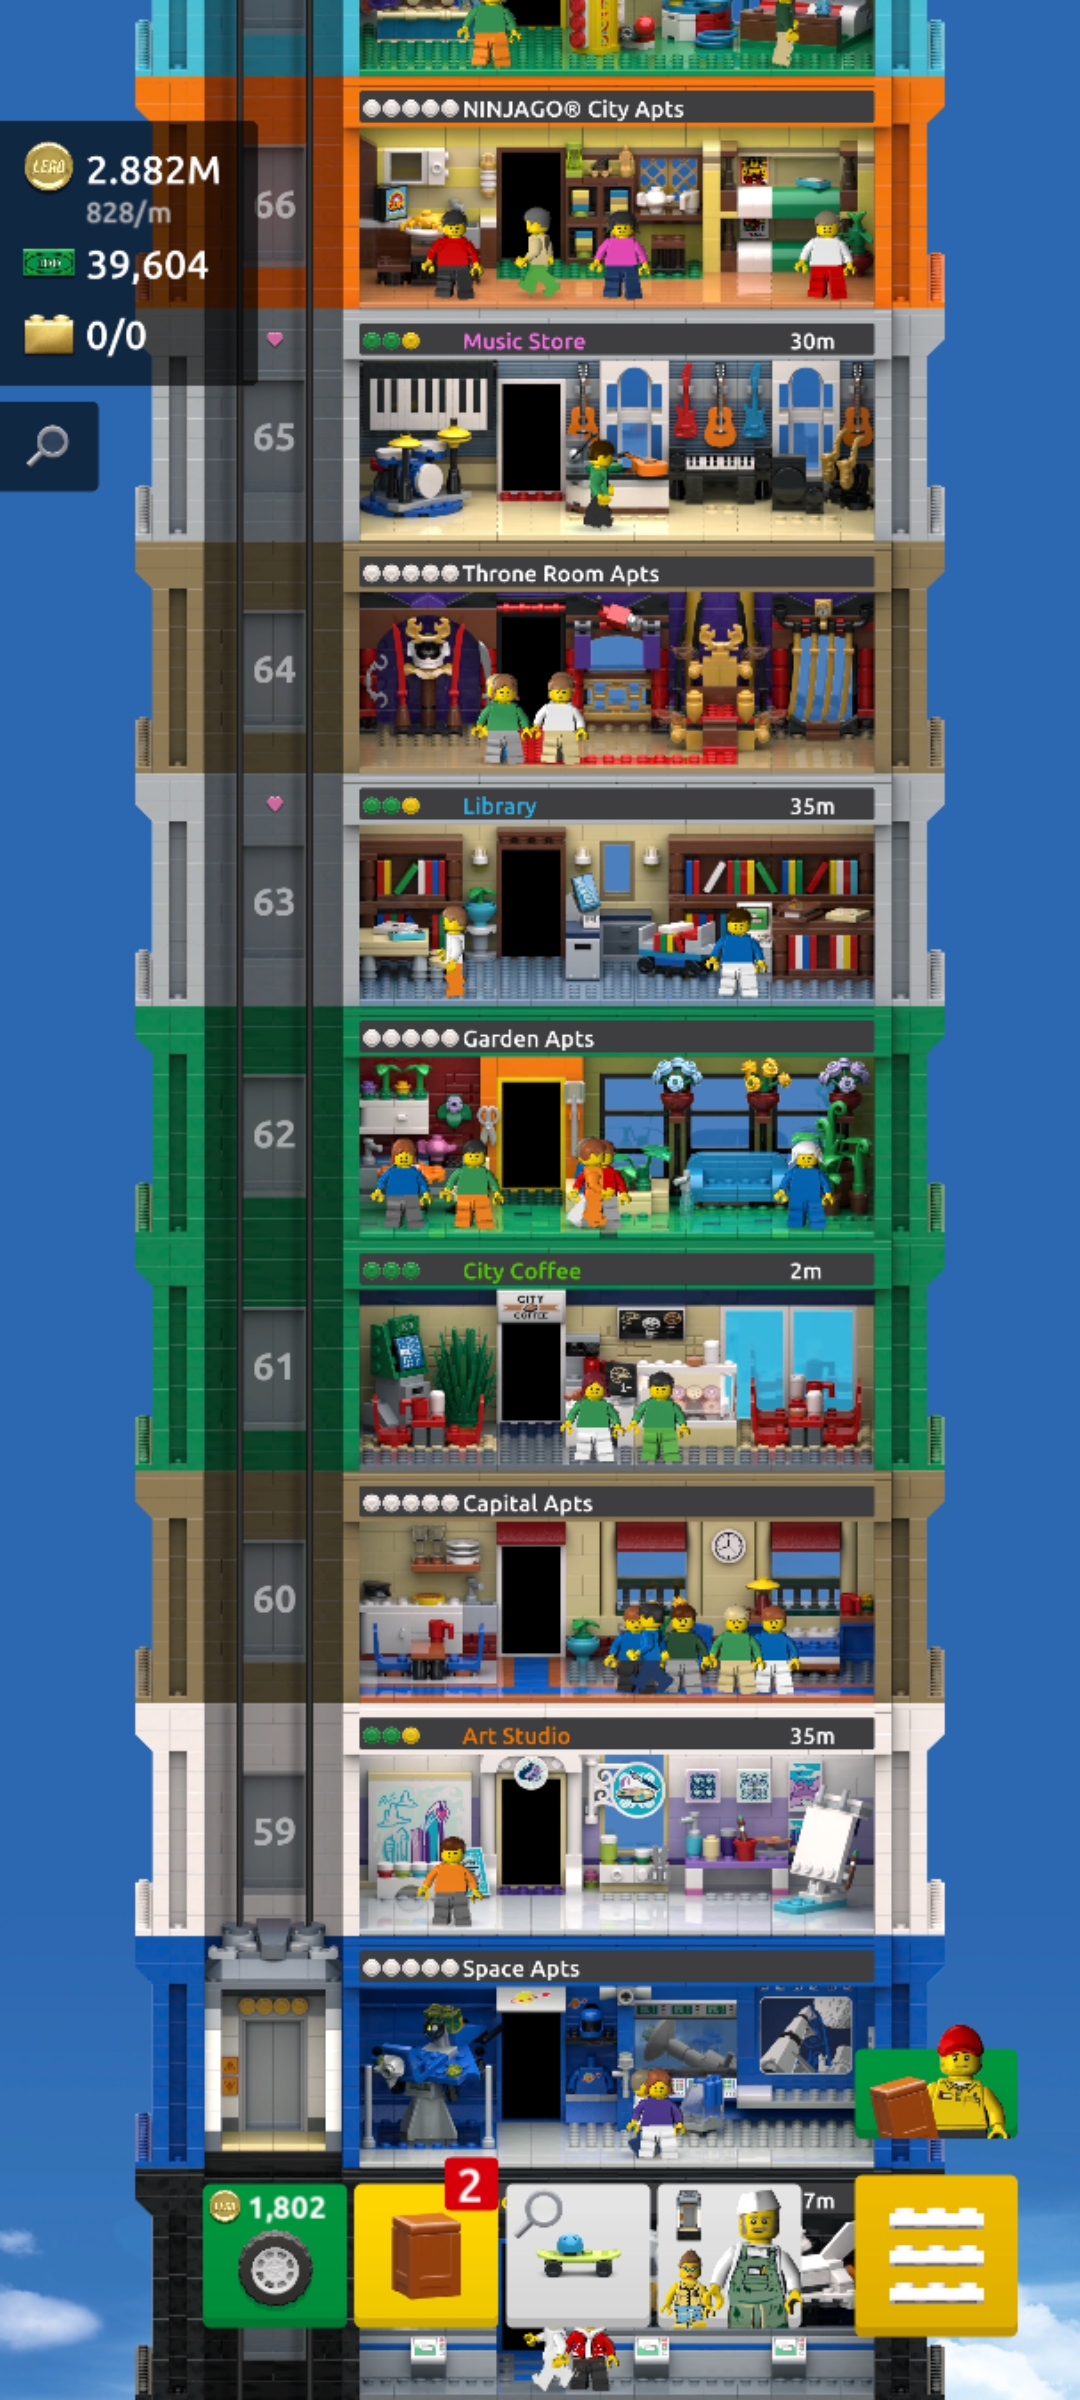 NINJAGO® City Apts
LEGO 2.882M
828/m
39,604
0/0
66
Music Store 30m
65
Throne Room Apts
64
Library 35m
63
Garden Apts
62
City Coffee 2m
CITY
COFFEE
61
Capital Apts
60
Art Studio 35m
59
Space Apts
2
1,802
7m